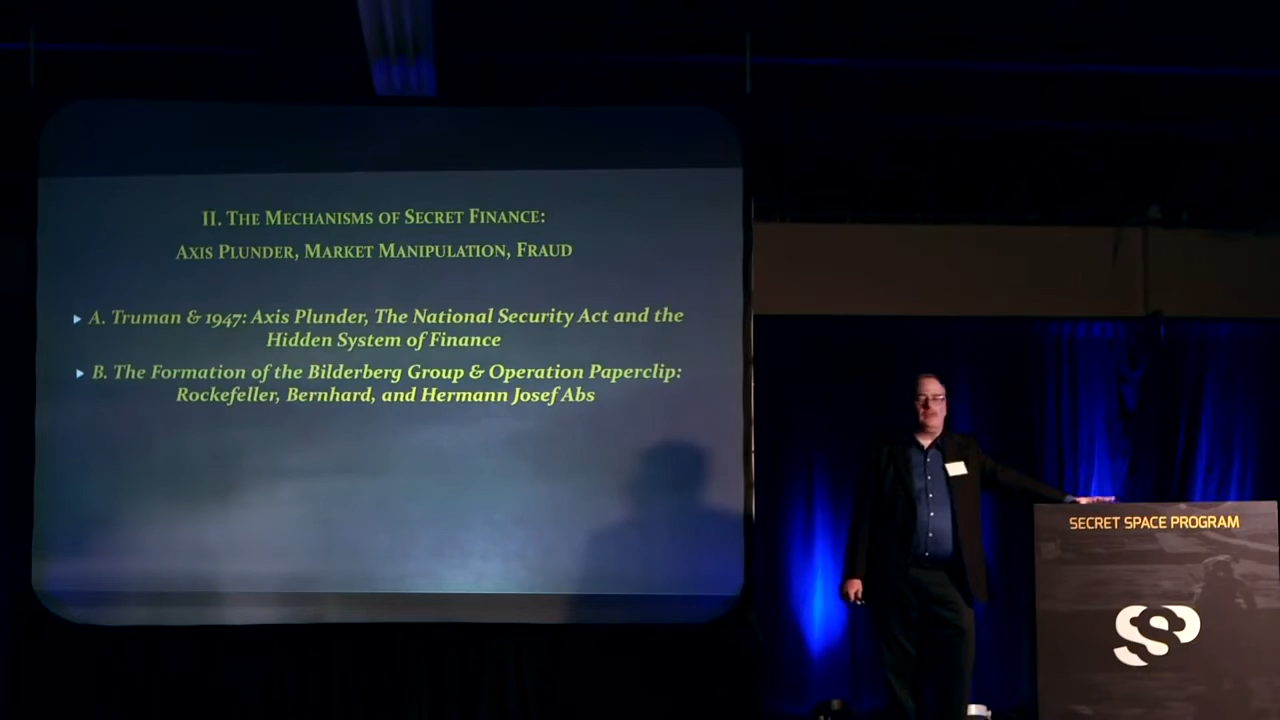 II. The Mechanisms of Secret Finance:
Axis Plunder, Market Manipulation, Fraud
A. Truman & 1947: Axis Plunder, The National Security Act and the
Hidden System of Finance
B. The Formation of the Bilderberg Group & Operation Paperclip:
Rockefeller, Bernhard, and Hermann Josef Abs
SECRET SPACE PROGRAM
SSP